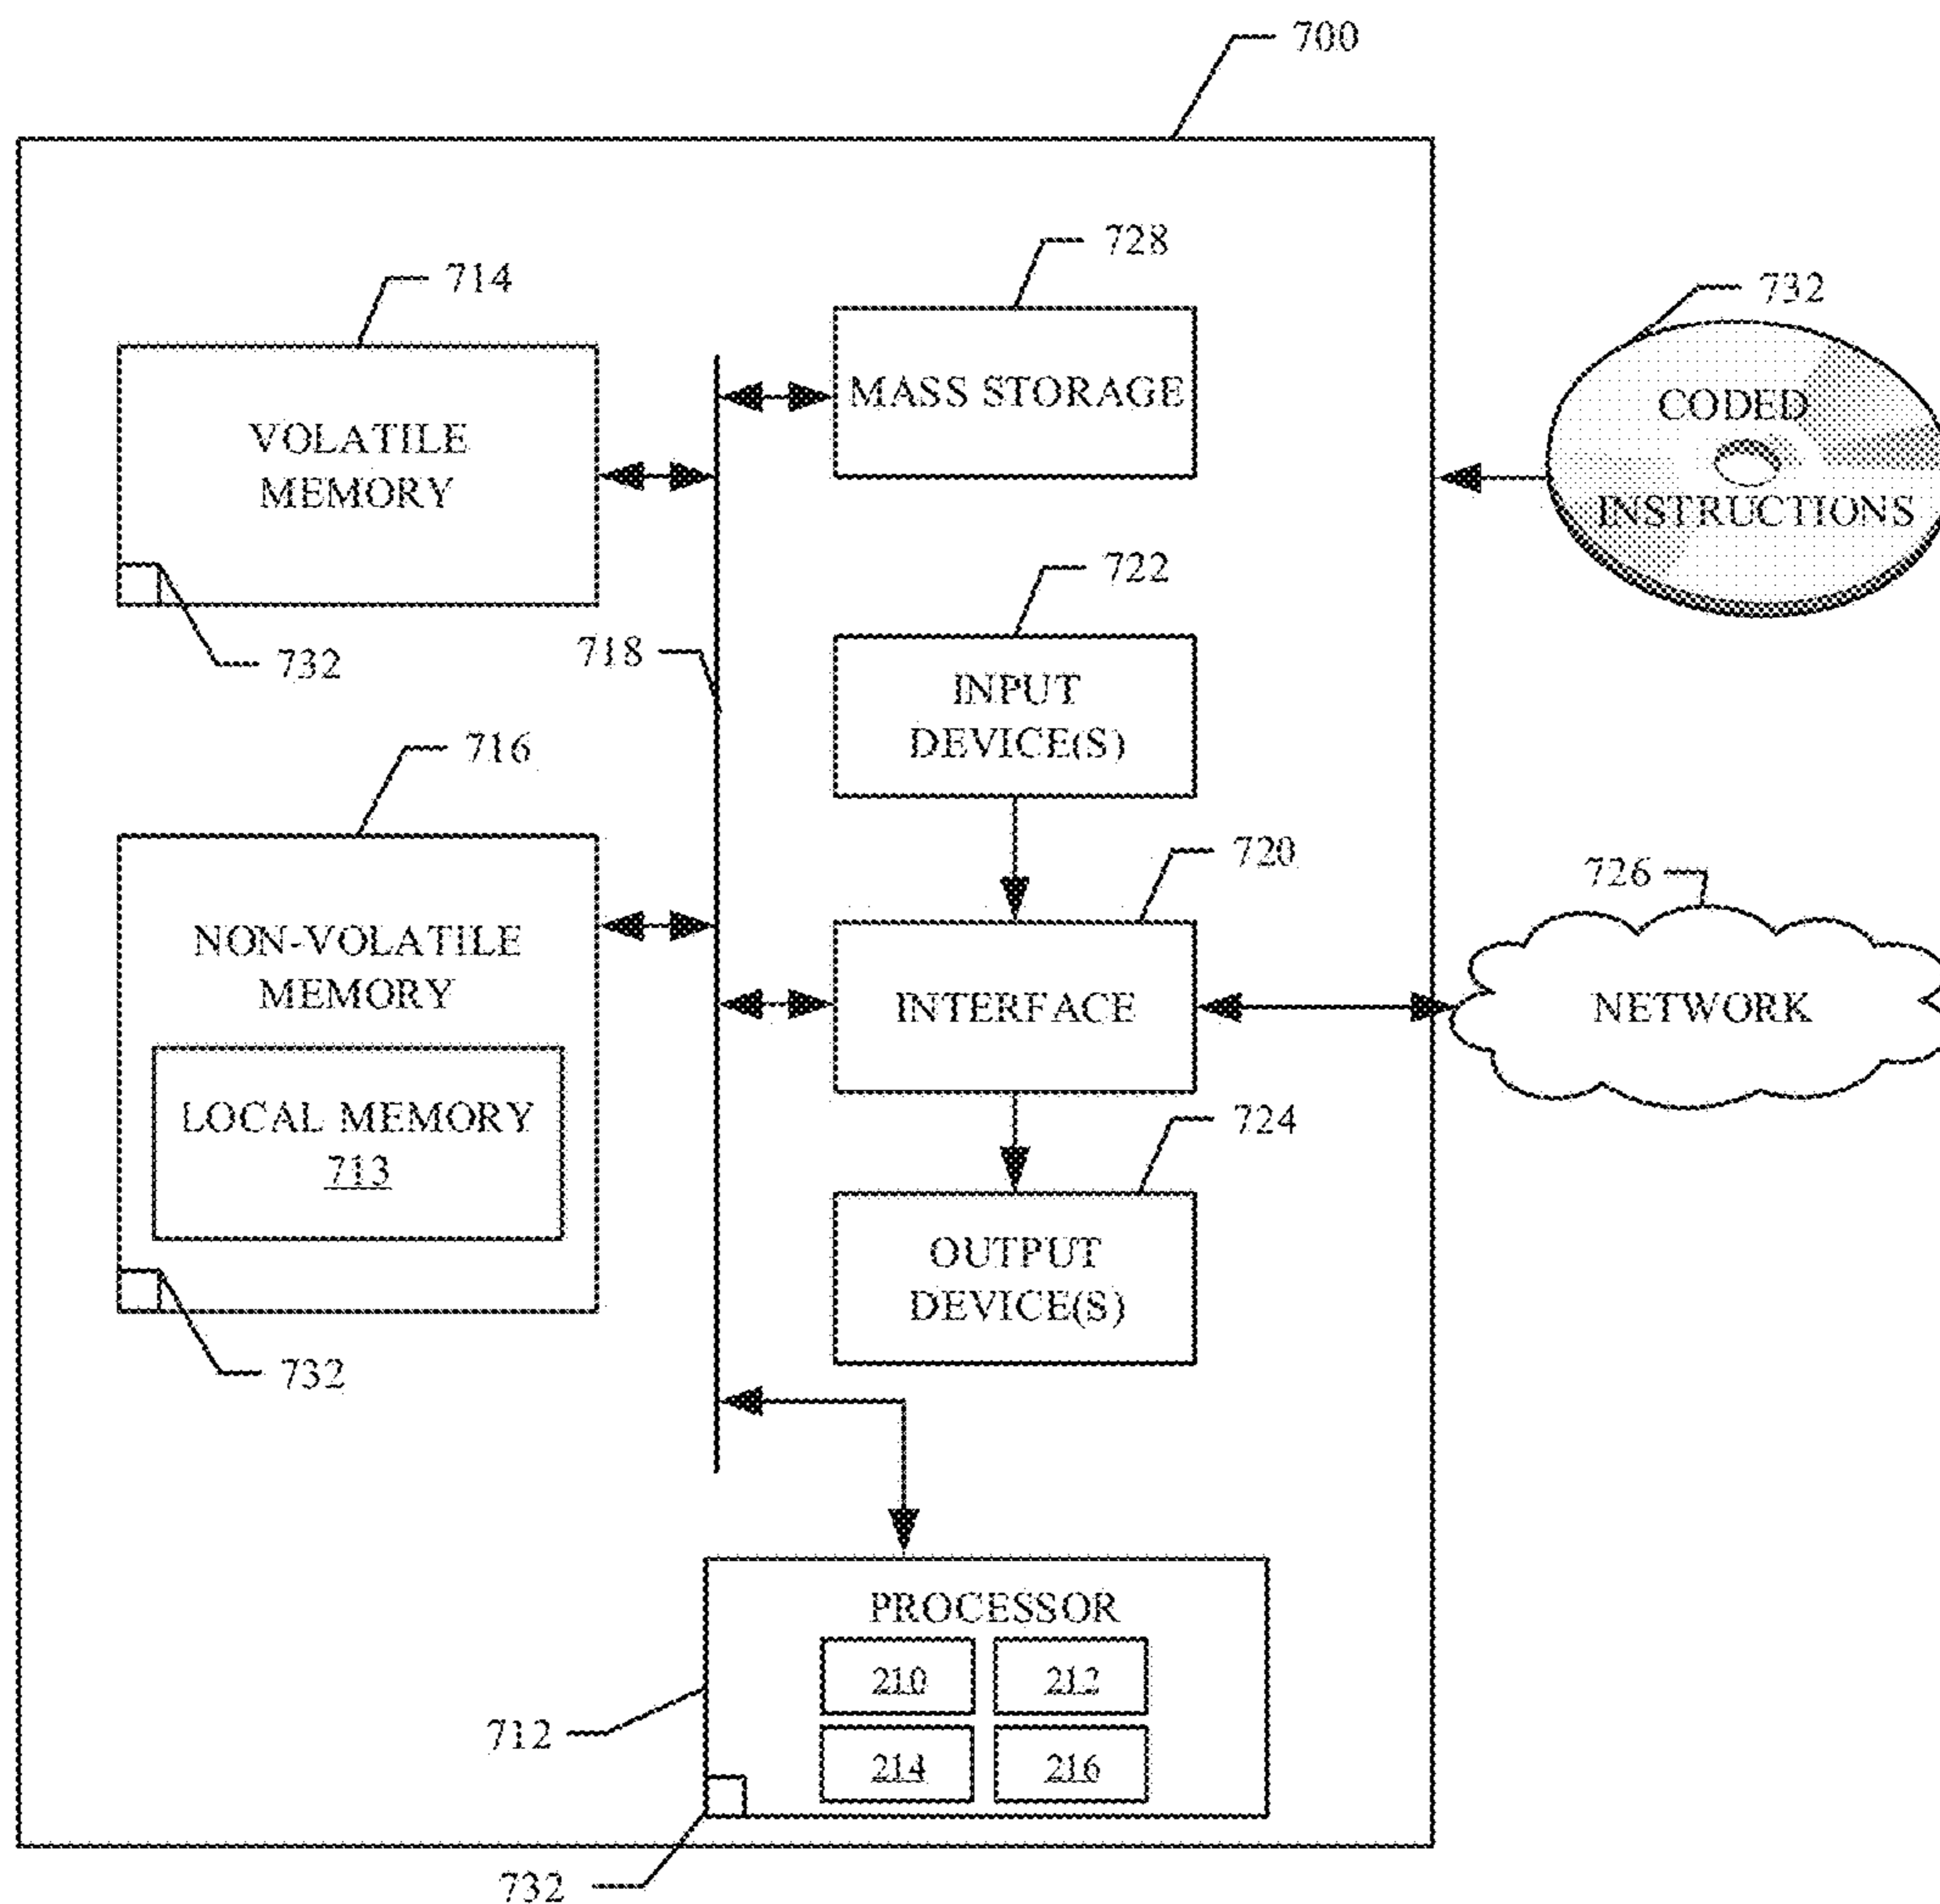 700
728
714
732
MASS STORAGE
CODED
VOLATILE
MEMORY
INSTRUCTIONS
722
732
718
INPUT
DEVICE(S)
716
720
726
NON-VOLATILE
MEMORY
INTERFACE
NETWORK
LOCAL MEMORY
713
724
OUTPUT
DEVICE(S)
732
PROCESSOR
210
212
712
214
216
732